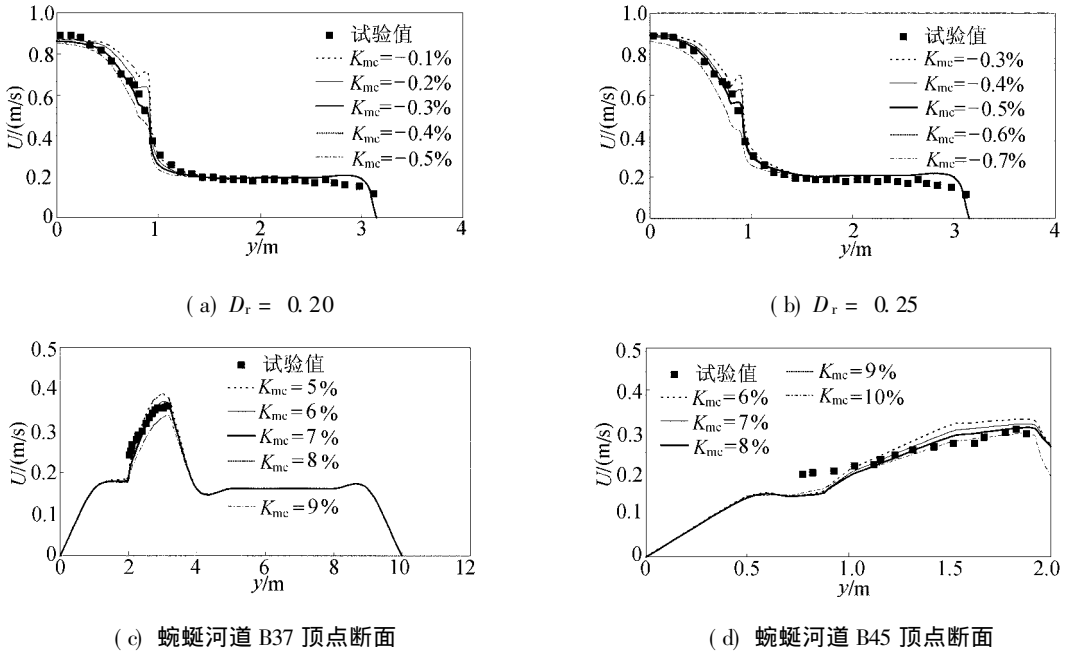 1.0
0.8
0.6
0.4
0.2
0
U/(m/s)
试验值
Kmc=−0.1%
Kmc=−0.2%
Kmc=−0.3%
Kmc=−0.4%
Kmc=−0.5%
1
2
3
4
y/m
(a) Dr = 0.20
1.0
0.8
0.6
0.4
0.2
0
U/(m/s)
试验值
Kmc=−0.3%
Kmc=−0.4%
Kmc=−0.5%
Kmc=−0.6%
Kmc=−0.7%
0
1
2
3
4
y/m
(b) Dr = 0.25
0.5
0.4
0.3
0.2
0.1
0
U/(m/s)
试验值
Kmc=5%
Kmc=6%
Kmc=7%
Kmc=8%
Kmc=9%
0
2
4
6
8
10
12
y/m
(c) 蜿蜒河道 B37 顶点断面
0.5
0.4
0.3
0.2
0.1
0
U/(m/s)
试验值
Kmc=6%
Kmc=7%
Kmc=8%
Kmc=9%
Kmc=10%
0
0.5
1.0
1.5
2.0
y/m
(d) 蜿蜒河道 B45 顶点断面